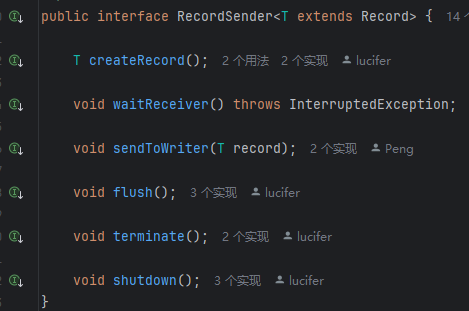 public interface RecordSender<T extends Record> { 14
T createRecord(); 2 个用法 2 个实现 lucifer
void waitReceiver() throws InterruptedException;
void sendToWriter(T record); 2 个实现 Peng
void flush(); 3 个实现 lucifer
void terminate(); 2 个实现 lucifer
void shutdown(); 3 个实现 lucifer
}